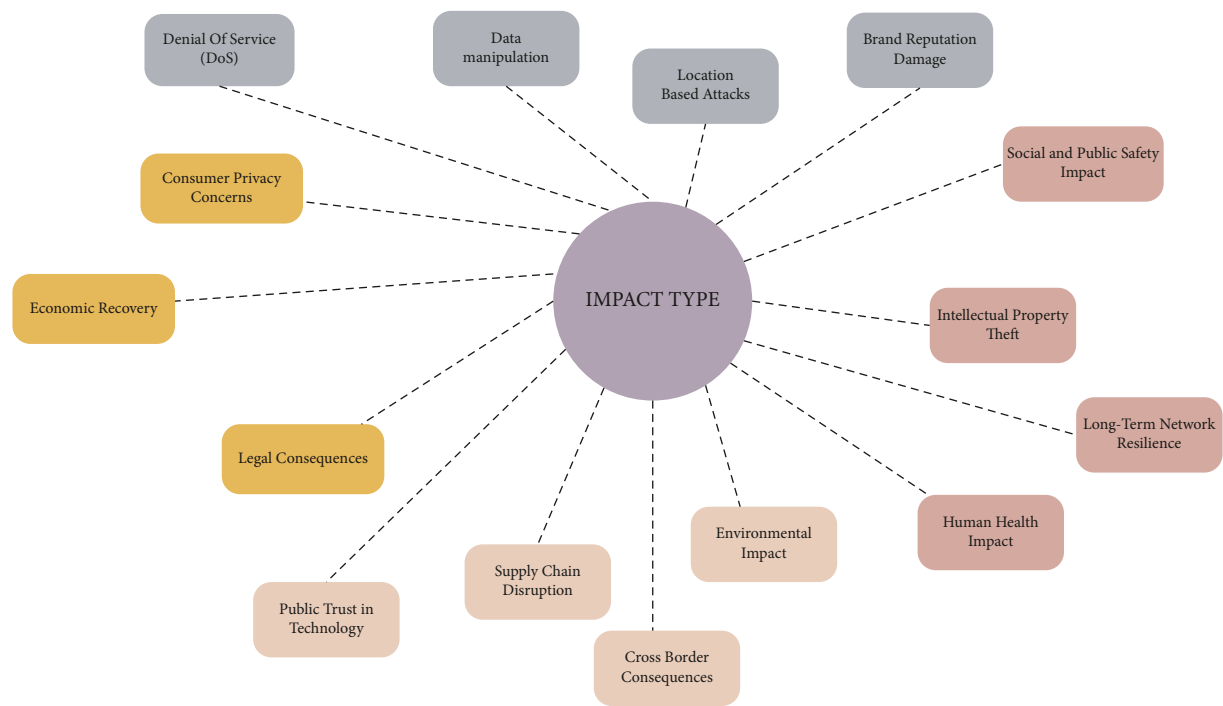 Denial Of Service
(DoS)
Data
manipulation
Location
Based Attacks
Brand Reputation
Damage
Social and Public Safety
Impact
Consumer Privacy
Concerns
Economic Recovery
IMPACT TYPE
Intellectual Property
Theft
Long-Term Network
Resilience
Legal Consequences
Human Health
Impact
Environmental
Impact
Supply Chain
Disruption
Public Trust in
Technology
Cross Border
Consequences